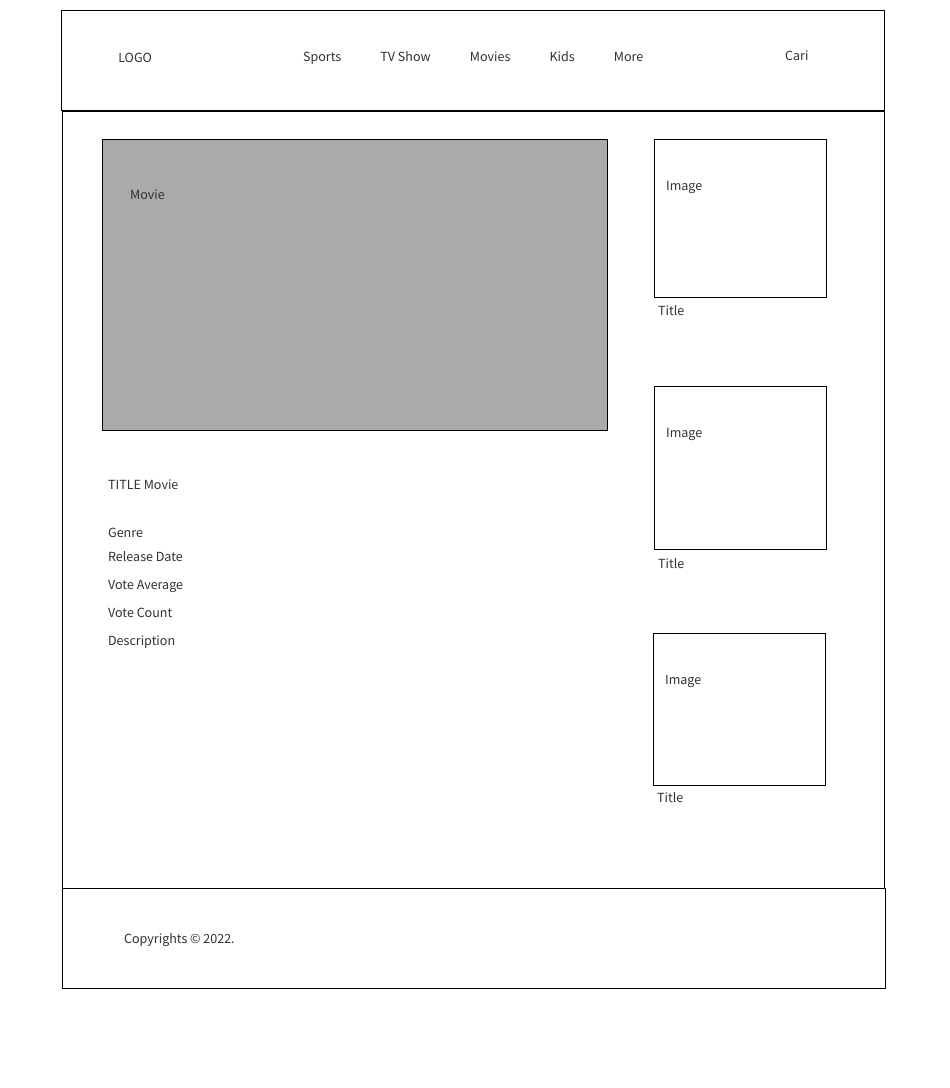 LOGO
Sports TV Show Movies Kids More
Cari
Movie
TITLE Movie
Genre
Release Date
Vote Average
Vote Count
Description
Image
Title
Image
Title
Image
Title
Copyrights © 2022.